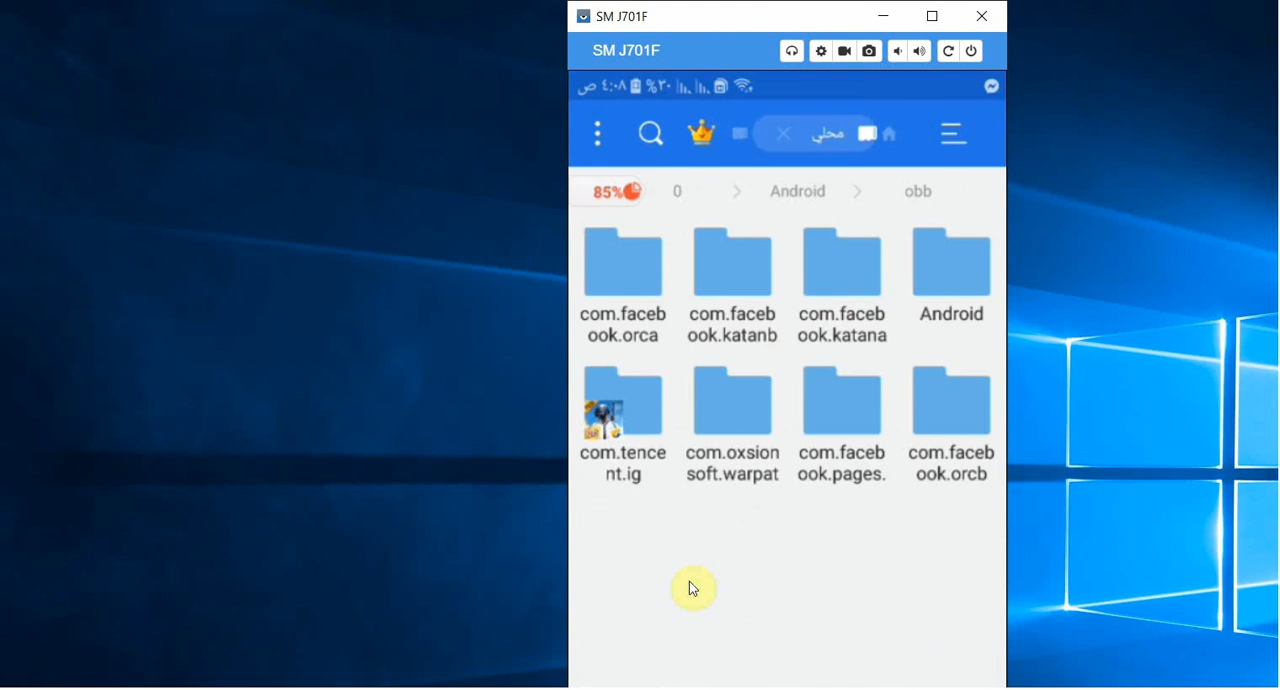 SM J701F
SM J701F
٤:٠٨ ص
%٢٠
محلي
85%
0
Android
obb
com.faceb
ook.orca
com.faceb
ook.katanb
com.faceb
ook.katana
Android
com.tence
nt.ig
com.oxsion
soft.warpat
com.faceb
ook.pages.
com.faceb
ook.orcb